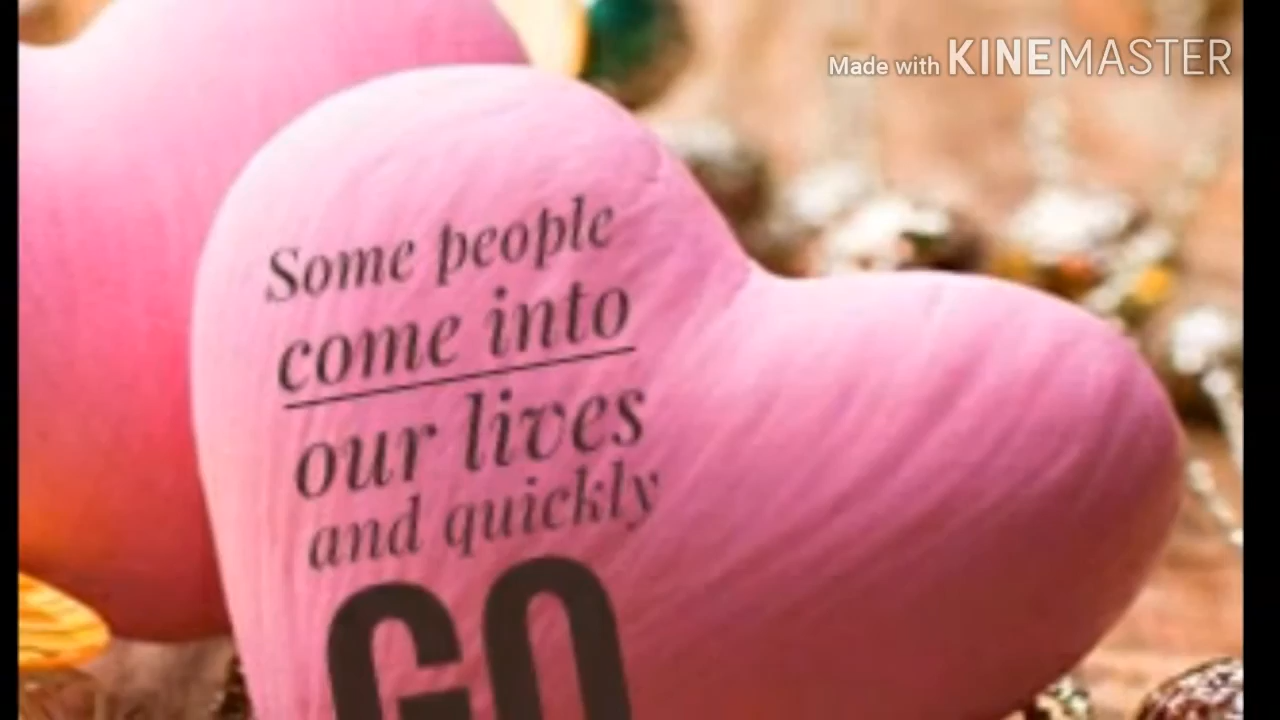 Made with KINEMASTER
Some people
come into
our lives
and quickly
GO